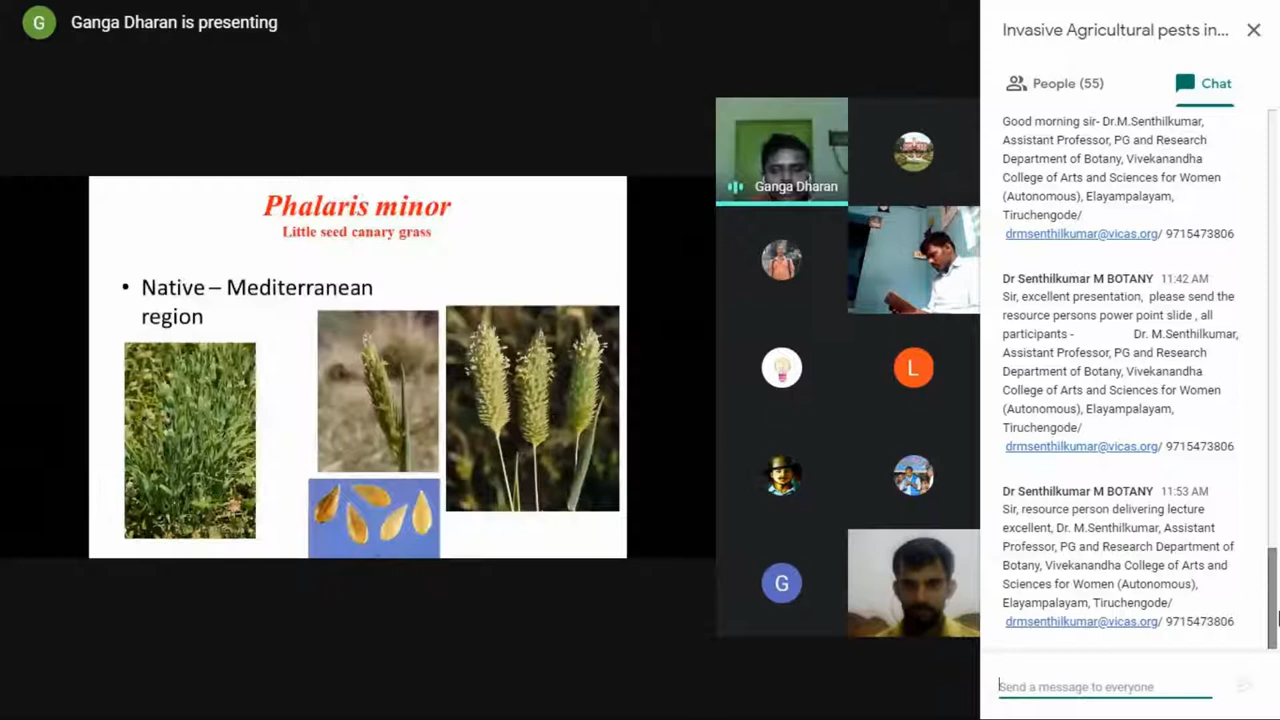 G
Ganga Dharan is presenting
Phalaris minor
Little seed canary grass
• Native – Mediterranean
region
Ganga Dharan
L
G
Invasive Agricultural pests in...
People (55)
Chat
Good morning sir- Dr.M.Senthilkumar,
Assistant Professor, PG and Research
Department of Botany, Vivekanandha
College of Arts and Sciences for Women
(Autonomous), Elayampalayam,
Tiruchengode/
drmsenthilkumar@vicas.org/ 9715473806
Dr Senthilkumar M BOTANY 11:42 AM
Sir, excellent presentation, please send the
resource persons power point slide , all
participants - Dr. M.Senthilkumar,
Assistant Professor, PG and Research
Department of Botany, Vivekanandha
College of Arts and Sciences for Women
(Autonomous), Elayampalayam,
Tiruchengode/
drmsenthilkumar@vicas.org/ 9715473806
Dr Senthilkumar M BOTANY 11:53 AM
Sir, resource person delivering lecture
excellent, Dr. M.Senthilkumar, Assistant
Professor, PG and Research Department of
Botany, Vivekanandha College of Arts and
Sciences for Women (Autonomous),
Elayampalayam, Tiruchengode/
drmsenthilkumar@vicas.org/ 9715473806
Send a message to everyone